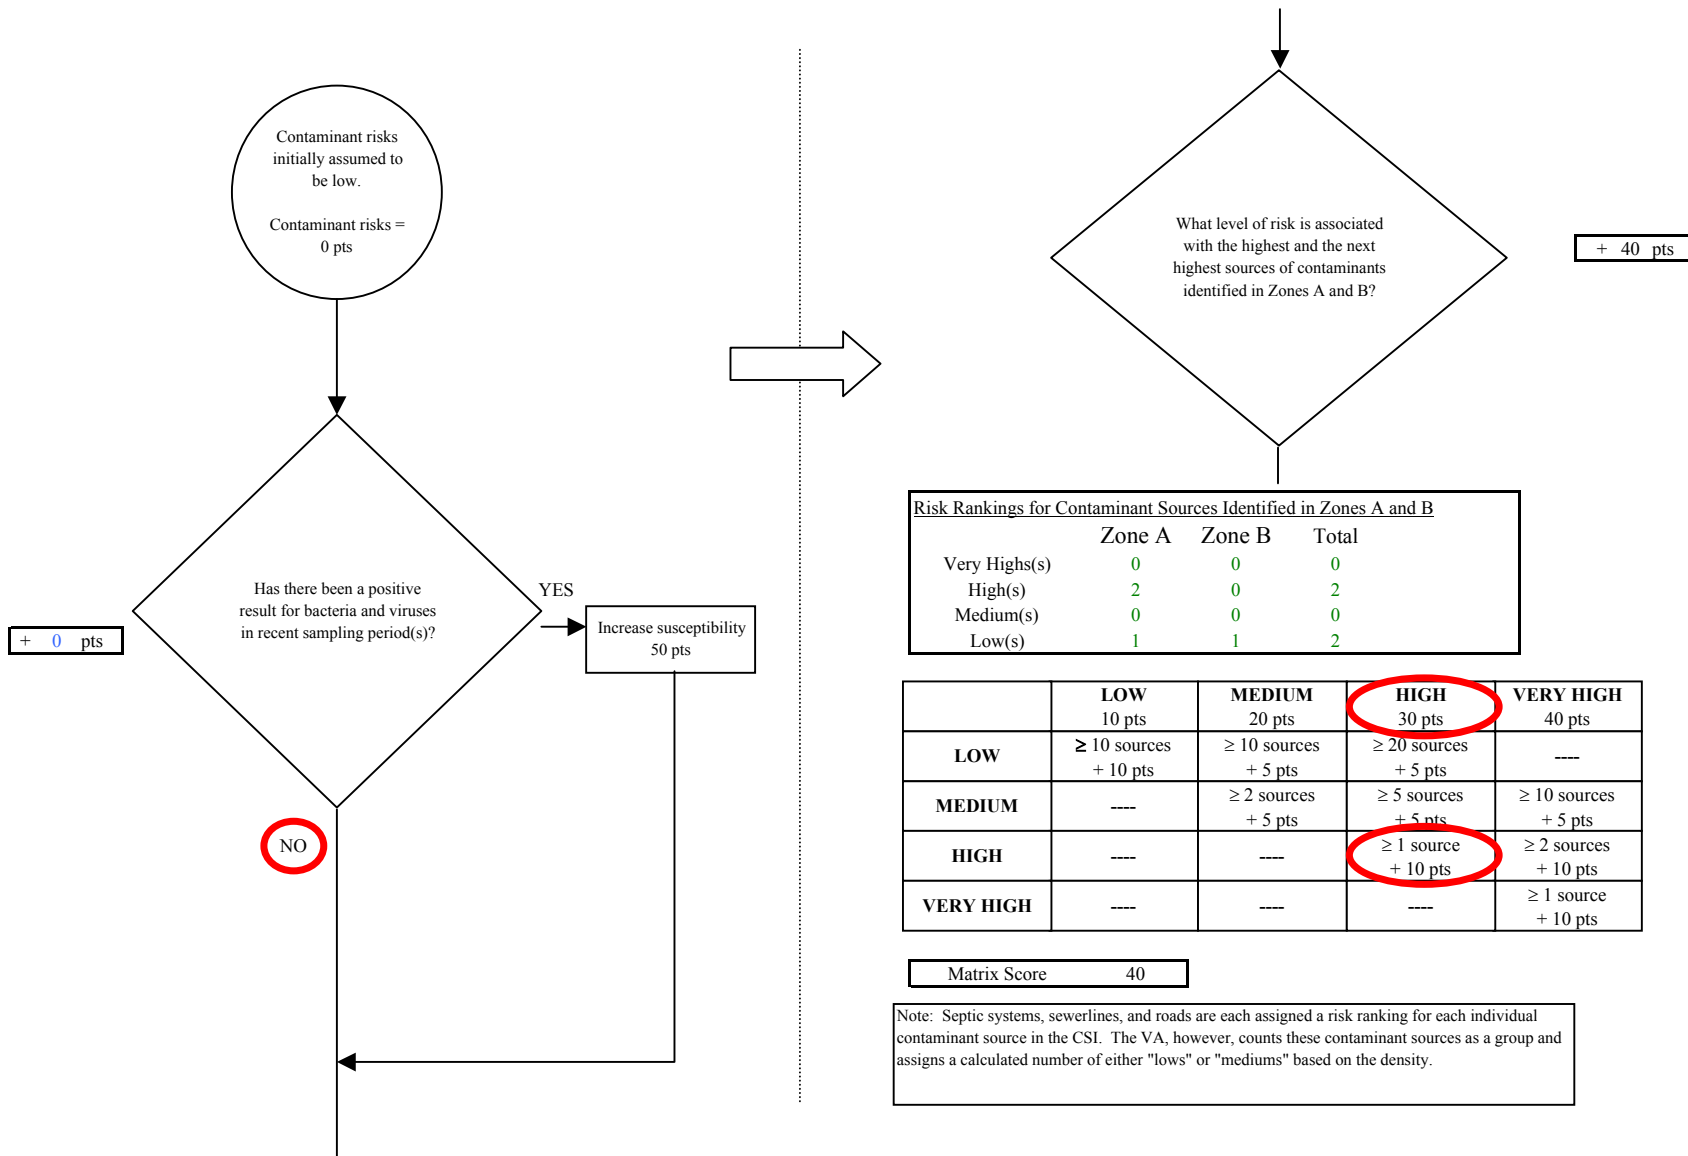 Contaminant risks
initially assumed to
be low.
Contaminant risks =
0 pts
Has there been a positive
result for bacteria and viruses
in recent sampling period(s)?
+ 0 pts
YES
Increase susceptibility
50 pts
NO
What level of risk is associated
with the highest and the next
highest sources of contaminants
identified in Zones A and B?
+ 40 pts
Risk Rankings for Contaminant Sources Identified in Zones A and B
Zone A Zone B Total
Very Highs(s) 0 0 0
High(s) 2 0 2
Medium(s) 0 0 0
Low(s) 1 1 2
LOW MEDIUM HIGH VERY HIGH
10 pts 20 pts 30 pts 40 pts
LOW ≥ 10 sources ≥ 10 sources ≥ 20 sources ----
+ 10 pts + 5 pts + 5 pts
MEDIUM ---- ≥ 2 sources ≥ 5 sources ≥ 10 sources
+ 5 pts + 5 pts + 5 pts
HIGH ---- ---- ≥ 1 source ≥ 2 sources
+ 10 pts + 10 pts
VERY HIGH ---- ---- ---- ≥ 1 source
+ 10 pts
Matrix Score 40
Note: Septic systems, sewerlines, and roads are each assigned a risk ranking for each individual
contaminant source in the CSI. The VA, however, counts these contaminant sources as a group and
assigns a calculated number of either "lows" or "mediums" based on the density.